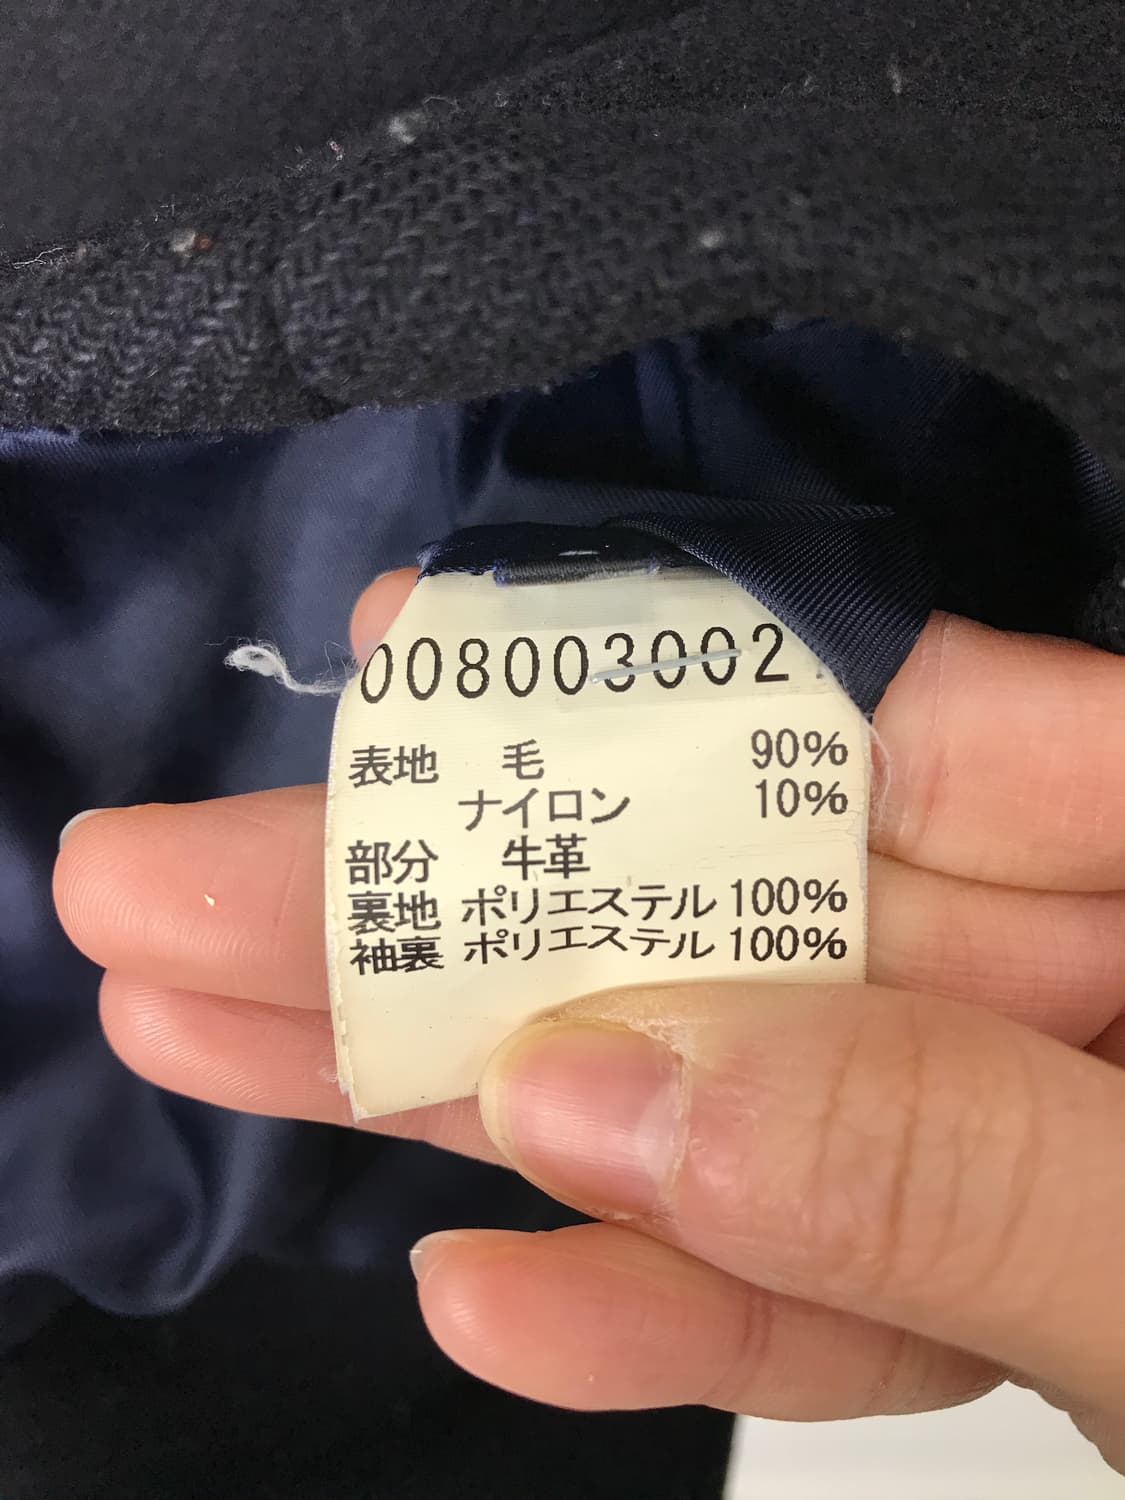 008003002
表地 毛 90%
ナイロン 10%
部分 牛革
裏地 ポリエステル 100%
袖裏 ポリエステル 100%